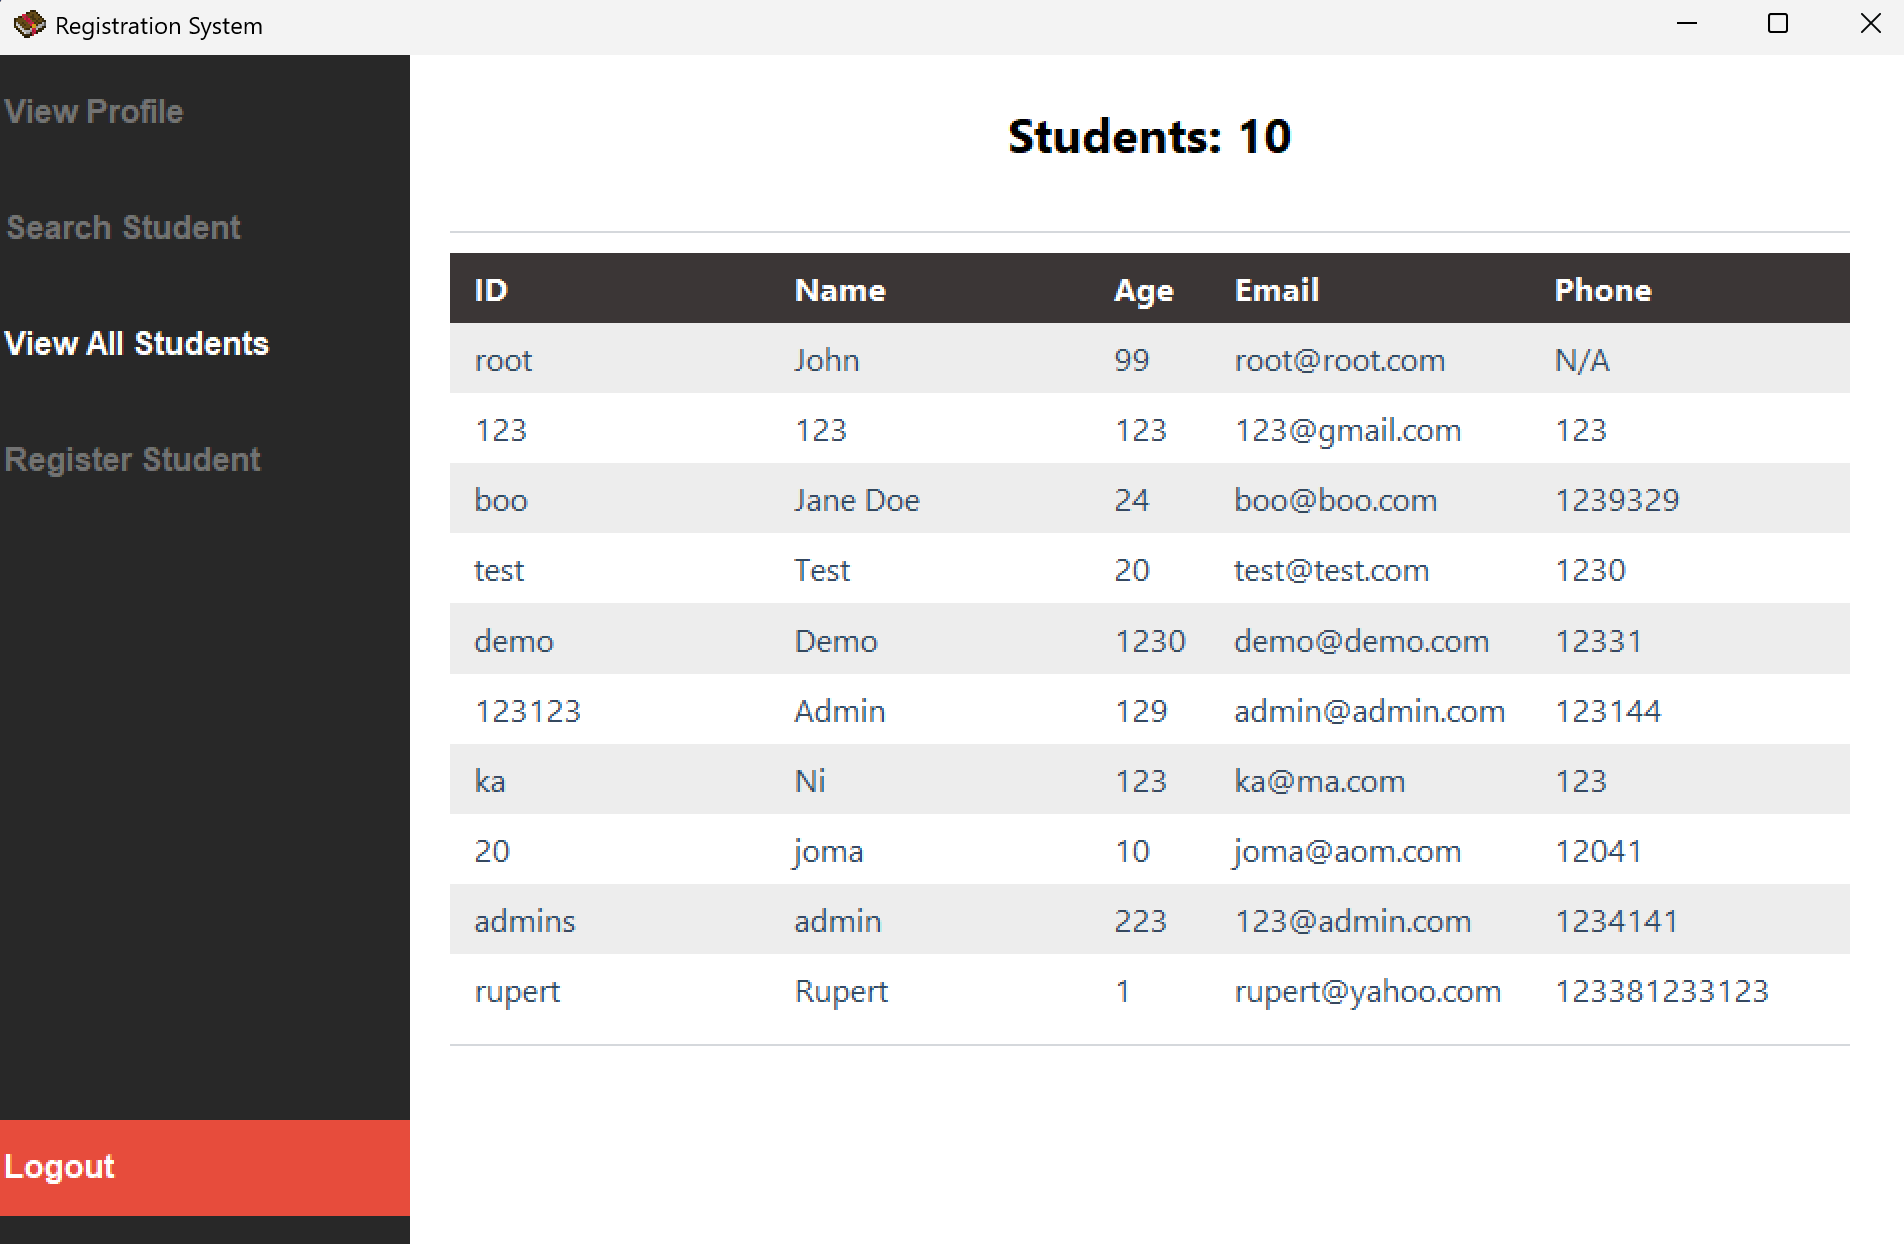 Registration System
View Profile
Search Student
View All Students
Register Student
Logout
Students: 10
ID Name Age Email Phone
root John 99 root@root.com N/A
123 123 123 123@gmail.com 123
boo Jane Doe 24 boo@boo.com 1239329
test Test 20 test@test.com 1230
demo Demo 1230 demo@demo.com 12331
123123 Admin 129 admin@admin.com 123144
ka Ni 123 ka@ma.com 123
20 joma 10 joma@aom.com 12041
admins admin 223 123@admin.com 1234141
rupert Rupert 1 rupert@yahoo.com 123381233123